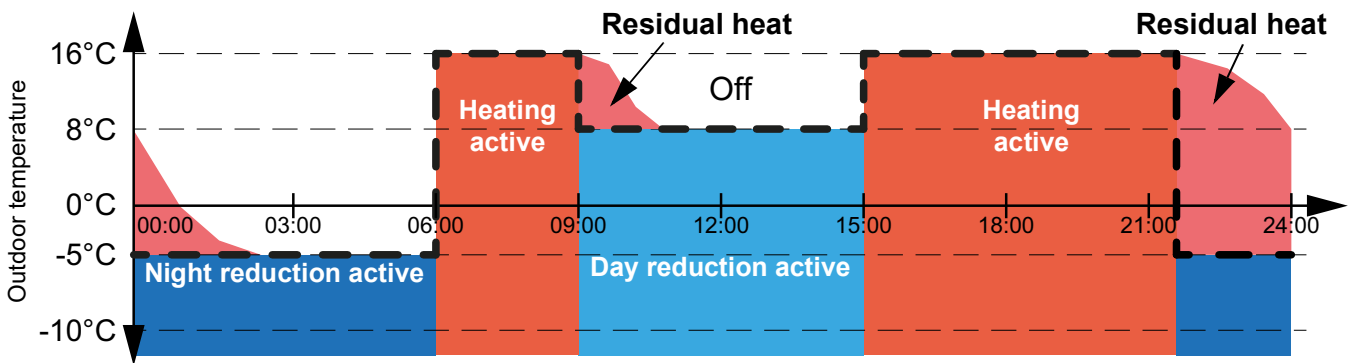 Residual heat
Residual heat
16°C
Off
Heating
active
Heating
active
8°C
0°C
00:00
03:00
06:00
09:00
12:00
15:00
18:00
21:00
24:00
-5°C
Night reduction active
Day reduction active
-10°C
Outdoor temperature